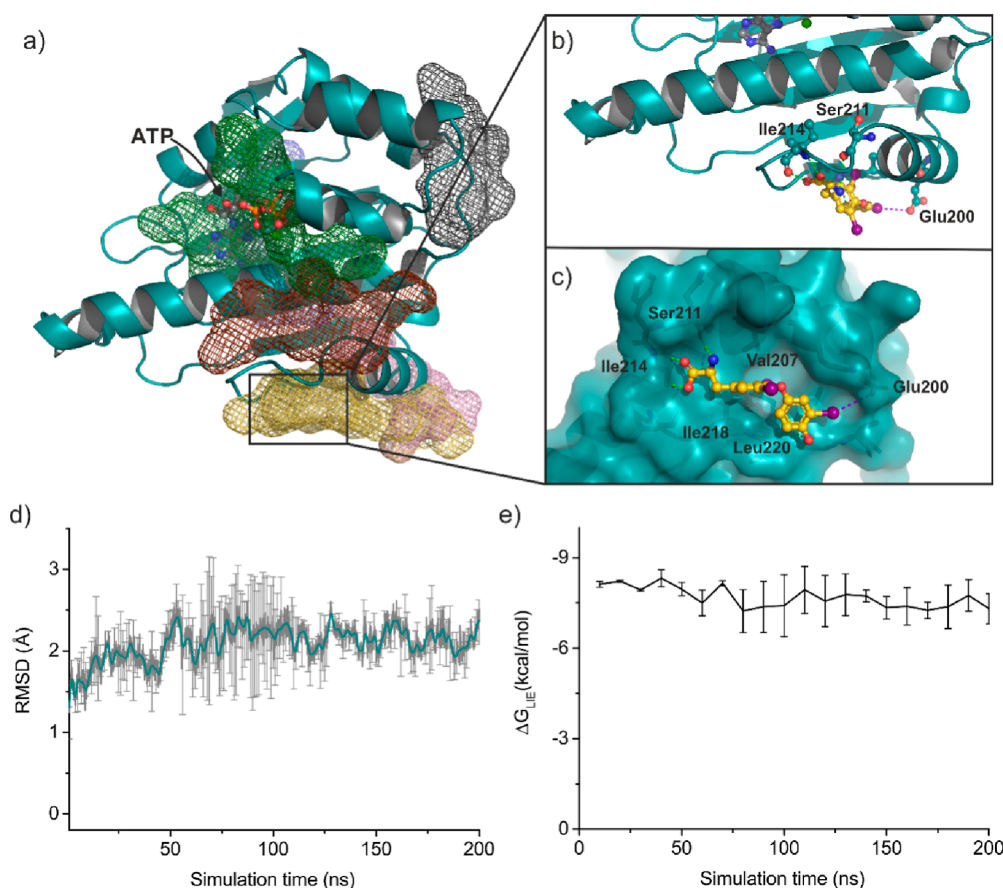 a)
ATP
b)
Ser211
Ile214
Glu200
c)
Ser211
Ile214
Val207
Glu200
Ile218
Leu220
d)
3
2
1
0
RMSD (Å)
50
100
150
200
Simulation time (ns)
e)
-9
-6
-3
0
ΔG_LIE (kcal/mol)
0
50
100
150
200
Simulation time (ns)